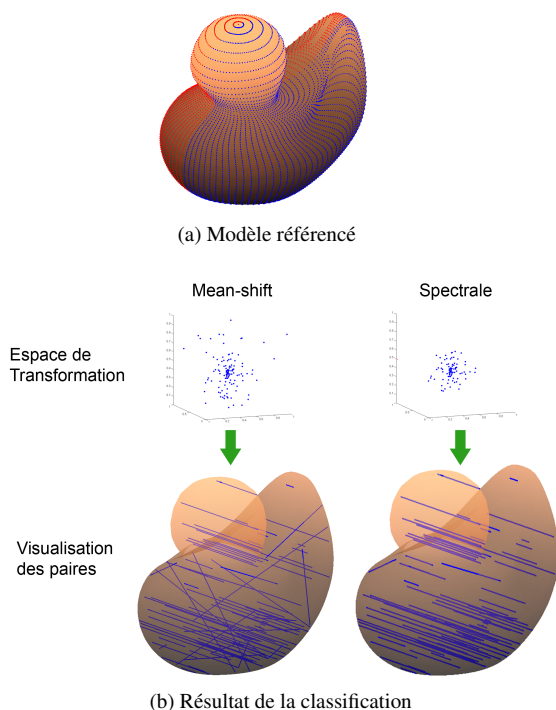 (a) Modèle référencé
Mean-shift
Spectrale
Espace de
Transformation
Visualisation
des paires
(b) Résultat de la classification